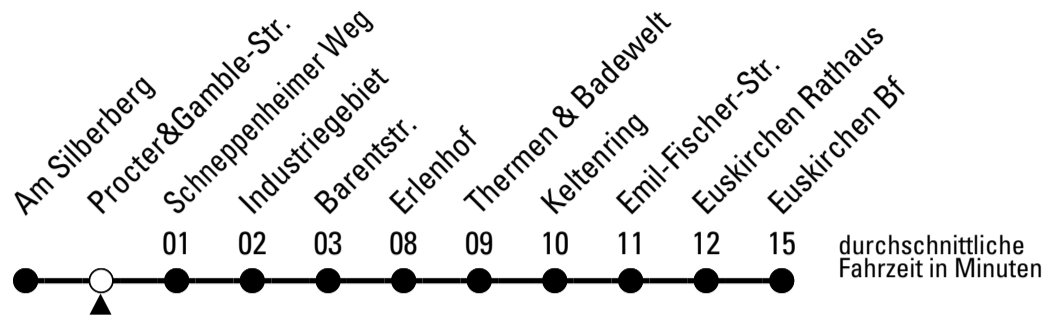 Am Silberberg
Procter&Gamble-Str.
Schneppenheimer Weg
Industriegebiet
Barentstr.
Erlenhof
Thermen & Badewelt
Keltenring
Emil-Fischer-Str.
Euskirchen Rathaus
Euskirchen Bf
01 02 03 08 09 10 11 12 15
durchschnittliche
Fahrzeit in Minuten